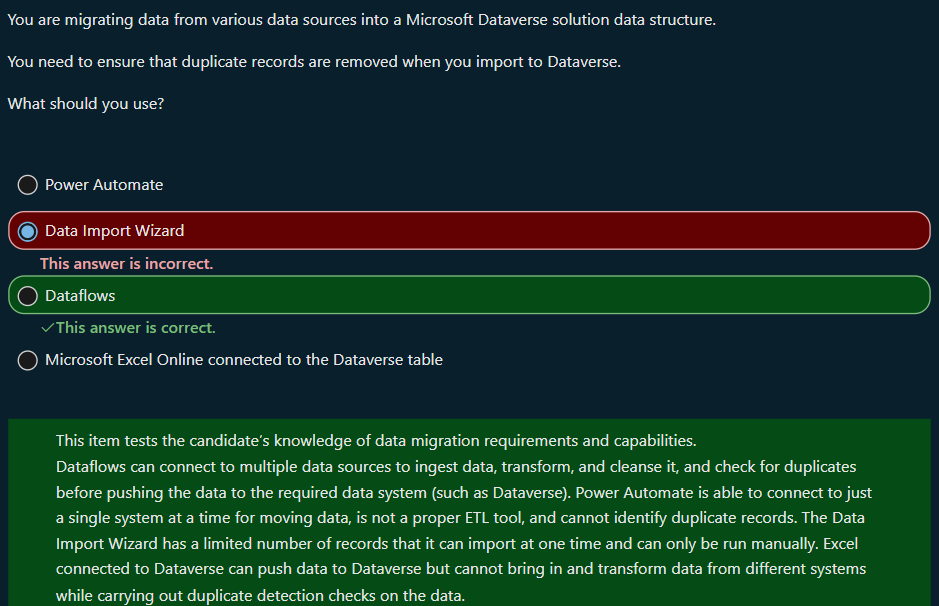 You are migrating data from various data sources into a Microsoft Dataverse solution data structure.
You need to ensure that duplicate records are removed when you import to Dataverse.
What should you use?
Power Automate
Data Import Wizard
This answer is incorrect.
Dataflows
✓This answer is correct.
Microsoft Excel Online connected to the Dataverse table
This item tests the candidate's knowledge of data migration requirements and capabilities.
Dataflows can connect to multiple data sources to ingest data, transform, and cleanse it, and check for duplicates
before pushing the data to the required data system (such as Dataverse). Power Automate is able to connect to just
a single system at a time for moving data, is not a proper ETL tool, and cannot identify duplicate records. The Data
Import Wizard has a limited number of records that it can import at one time and can only be run manually. Excel
connected to Dataverse can push data to Dataverse but cannot bring in and transform data from different systems
while carrying out duplicate detection checks on the data.